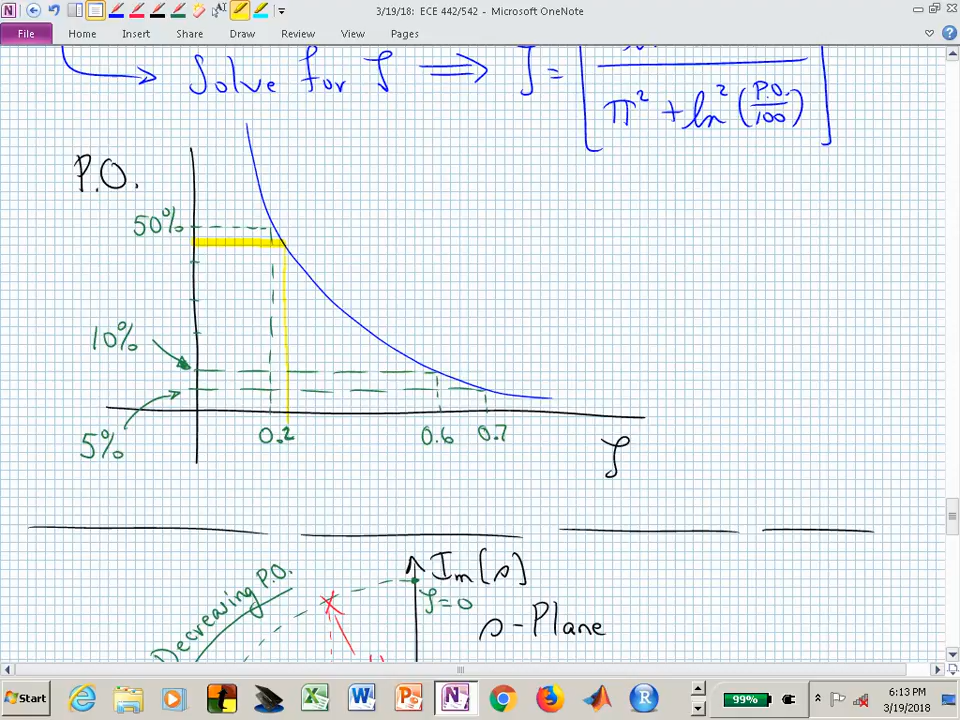 3/19/18: ECE 442/542 - Microsoft OneNote
File Home Insert Share Draw Review View Pages
Solve for ζ ⟹ ζ =
π² + ln² (P.O./100)
P.O.
50%
10%
5%
0.2 0.6 0.7
ζ
Im[s]
Decreasing P.O.
ζ=0
s-Plane
Start
99%
6:13 PM
3/19/2018